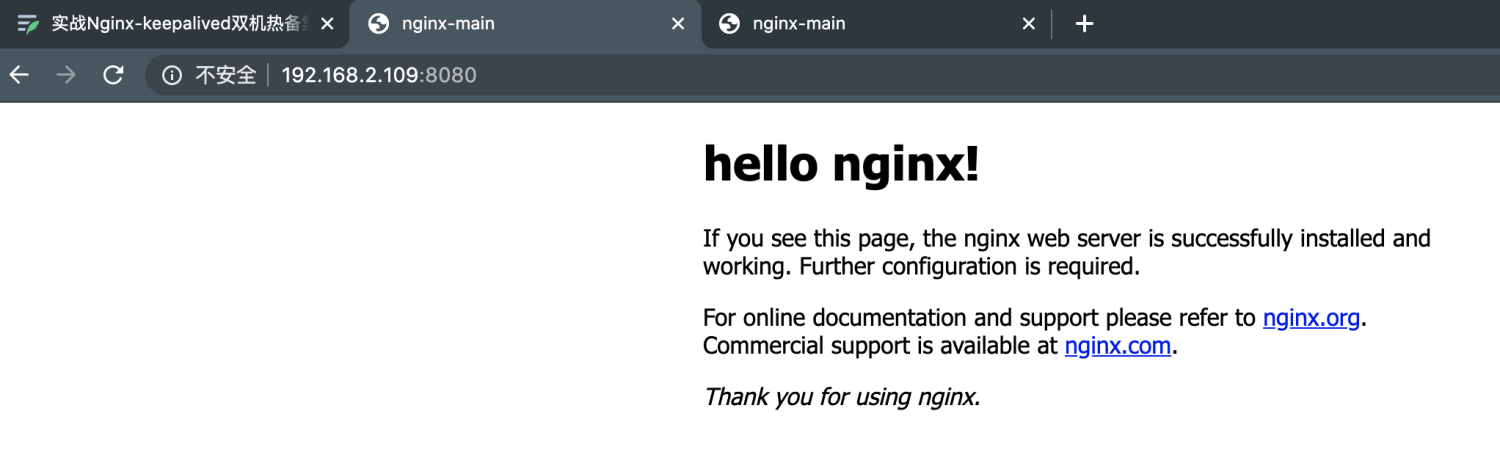 实战Nginx-keepalived双机热备
nginx-main
nginx-main
不安全 192.168.2.109:8080
hello nginx!
If you see this page, the nginx web server is successfully installed and
working. Further configuration is required.
For online documentation and support please refer to nginx.org.
Commercial support is available at nginx.com.
Thank you for using nginx.